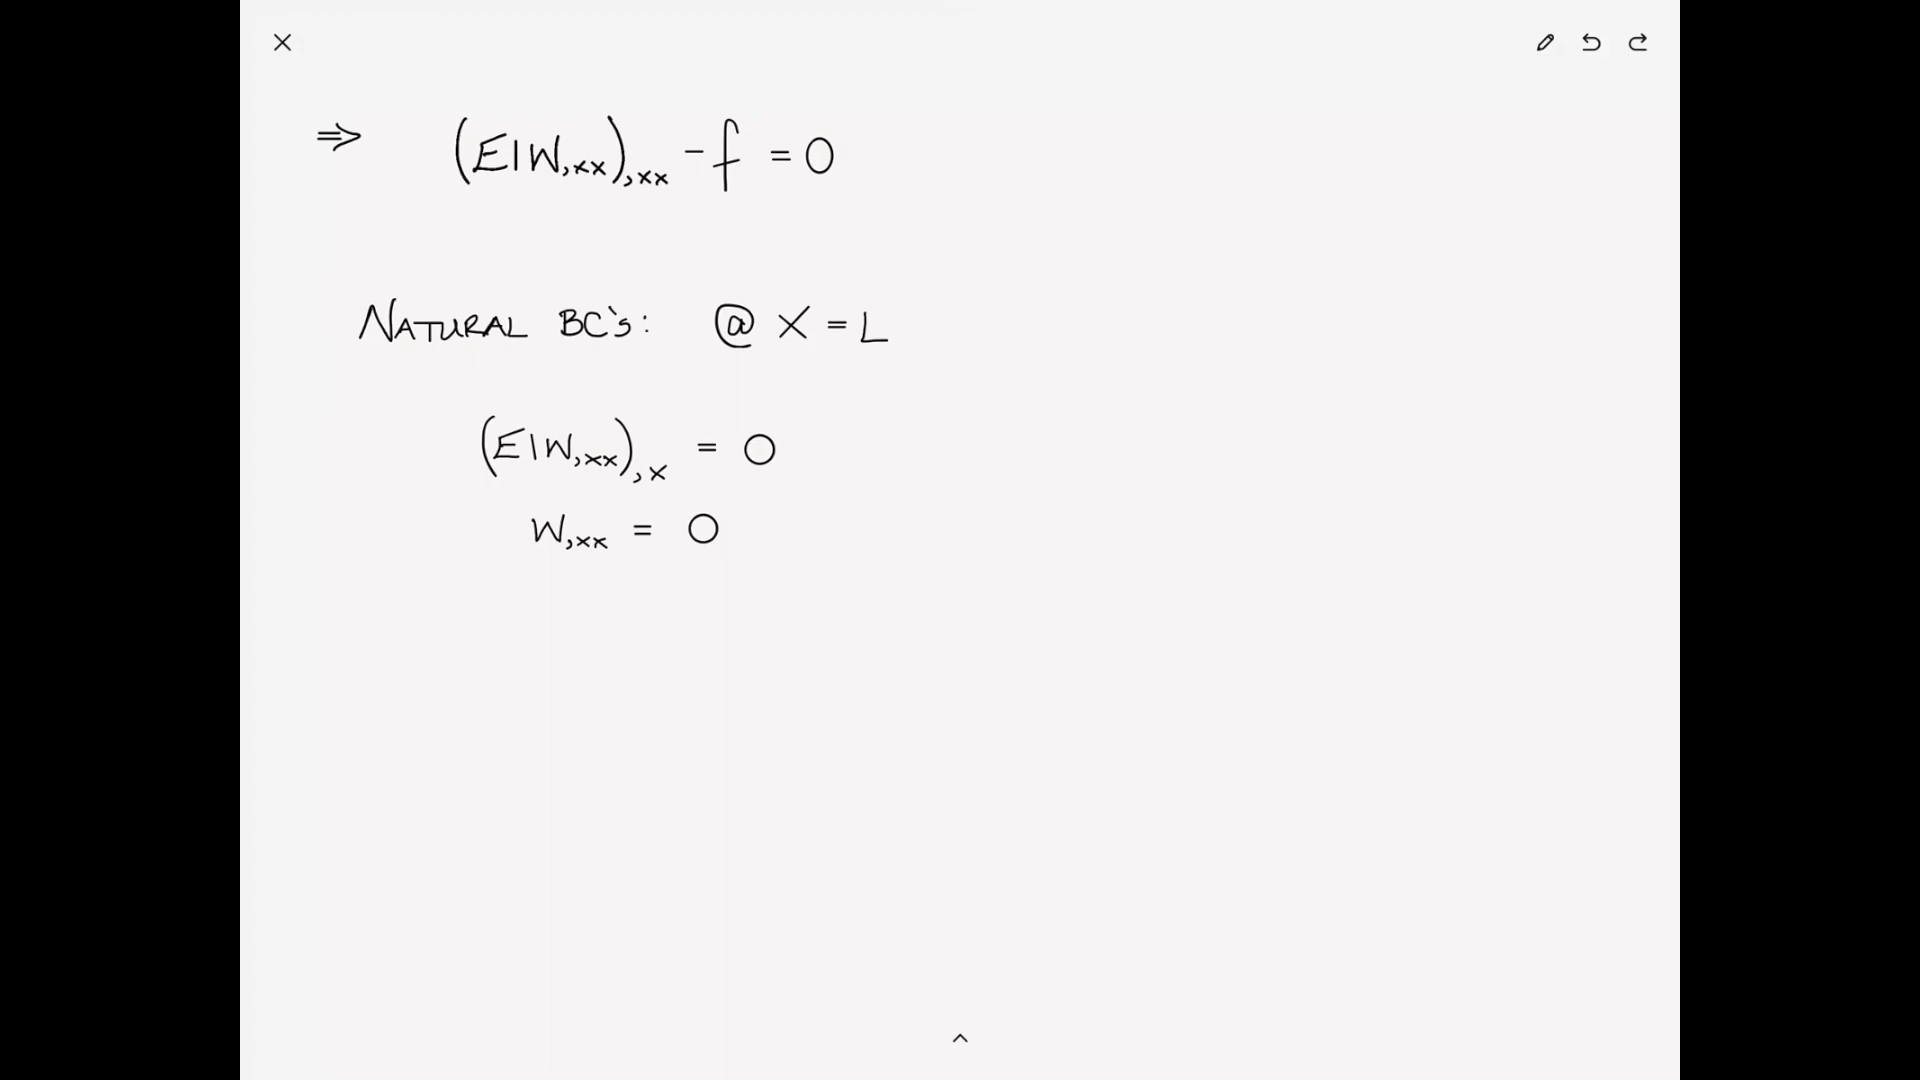 ⇒ (EIW,xx),xx - f = 0
NATURAL BC's: @ X = L
(EIW,xx),x = 0
W,xx = 0